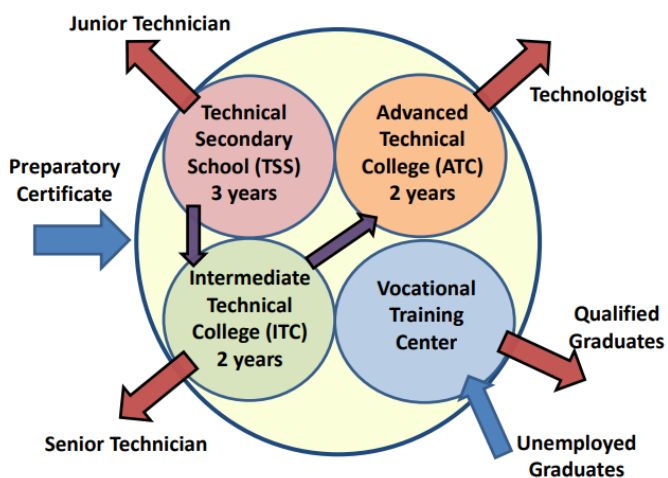 Junior Technician
Technical
Secondary
School (TSS)
3 years
Advanced
Technical
College (ATC)
2 years
Technologist
Preparatory
Certificate
Intermediate
Technical
College (ITC)
2 years
Vocational
Training
Center
Qualified
Graduates
Senior Technician
Unemployed
Graduates